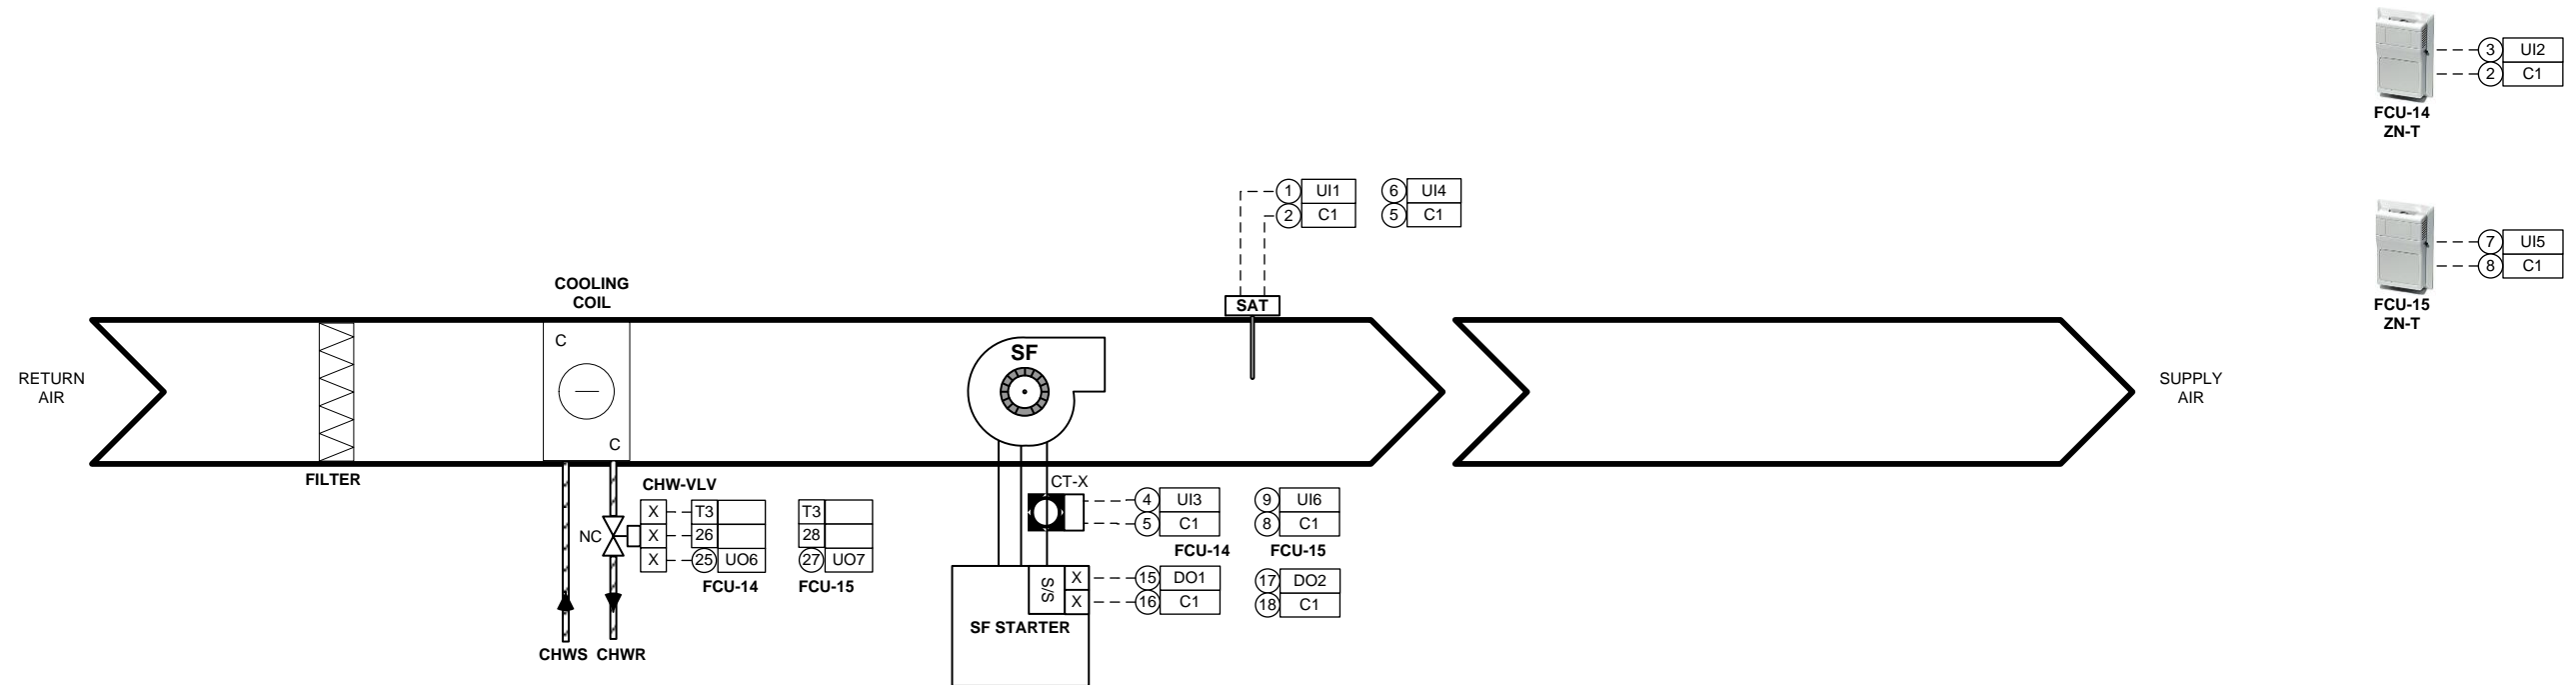 3 UI2
2 C1
FCU-14
ZN-T
1 UI1
2 C1
6 UI4
5 C1
7 UI5
8 C1
FCU-15
ZN-T
COOLING
COIL
SAT
C
C
SF
RETURN
AIR
SUPPLY
AIR
FILTER
CHW-VLV
NC
X T3
X 26
X 25 UO6
FCU-14
T3
28
27 UO7
FCU-15
CT-X
4 UI3
5 C1
FCU-14
9 UI6
8 C1
FCU-15
S/S
X 15 DO1
X 16 C1
17 DO2
18 C1
SF STARTER
CHWS CHWR